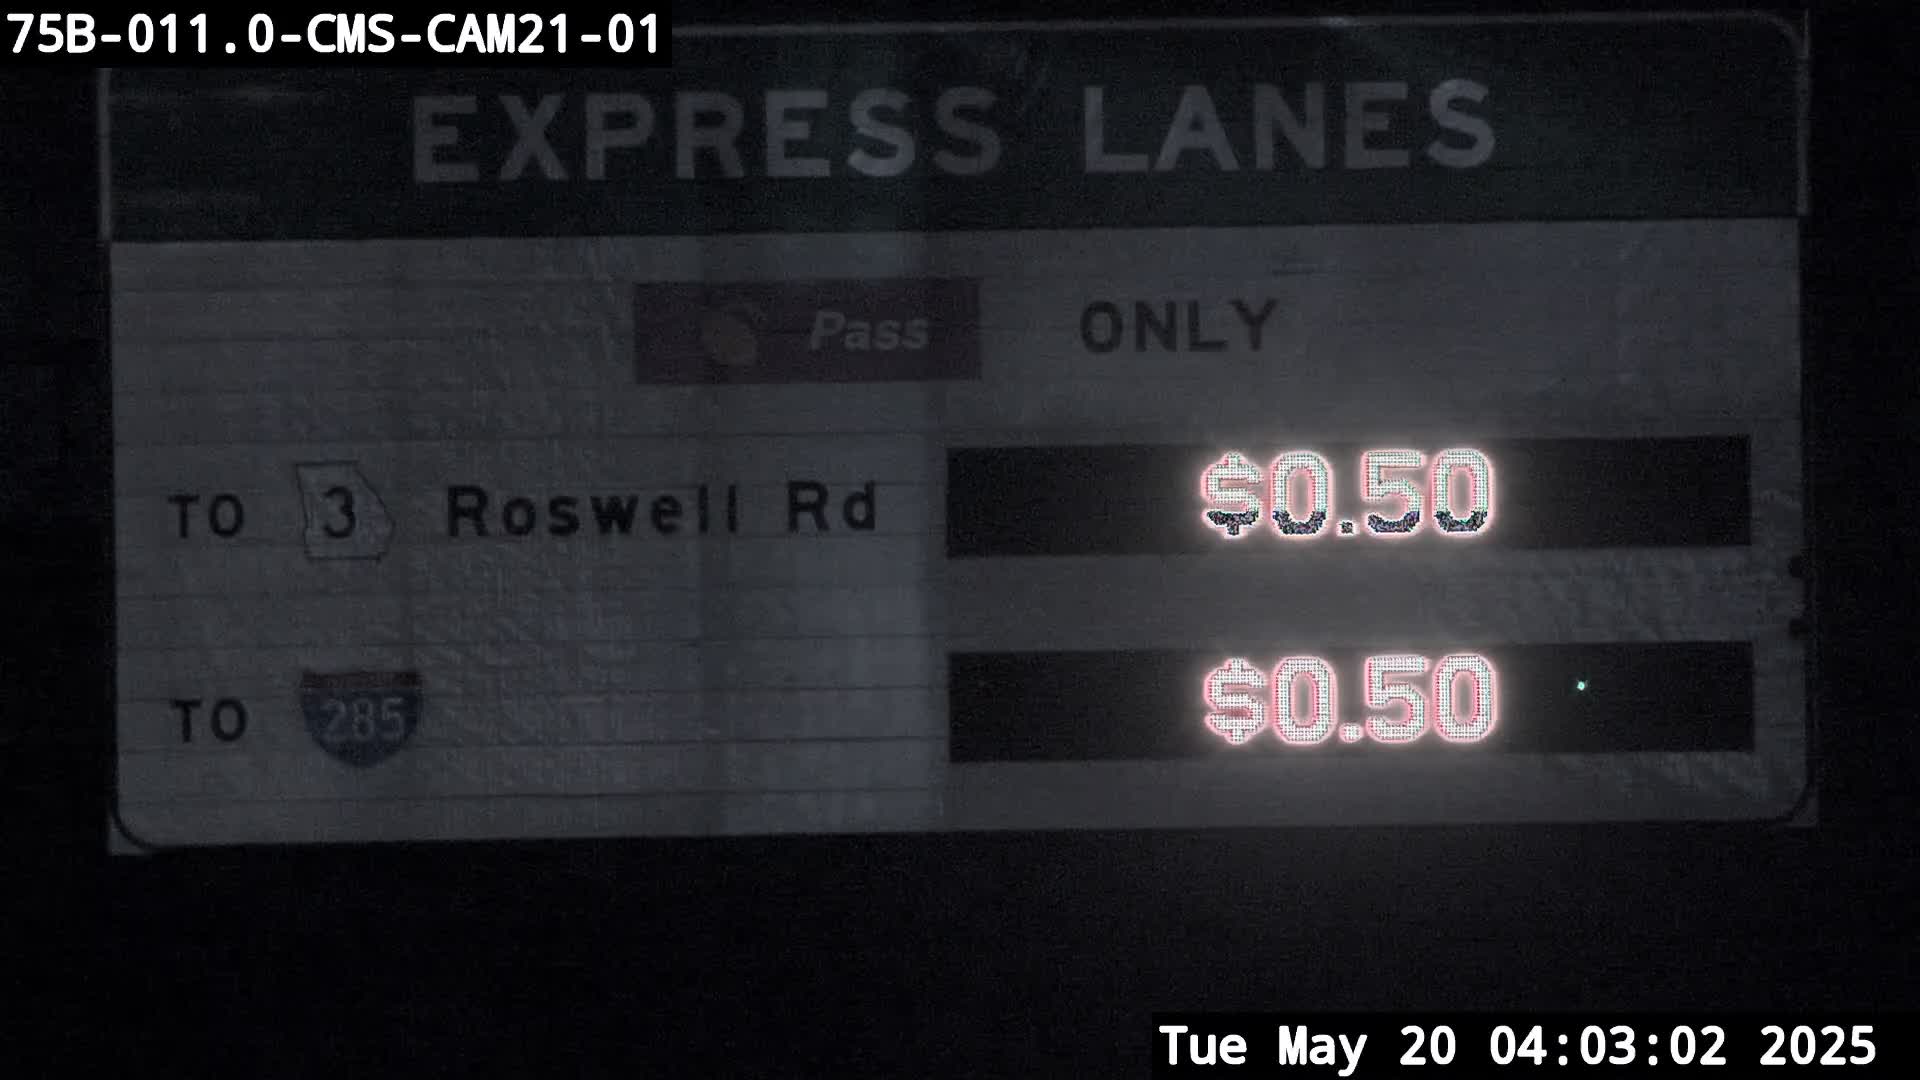 75B-011.0-CMS-CAM21-01
EXPRESS LANES
Pass ONLY
TO 3 Roswell Rd $0.50
TO 285 $0.50
Tue May 20 04:03:02 2025